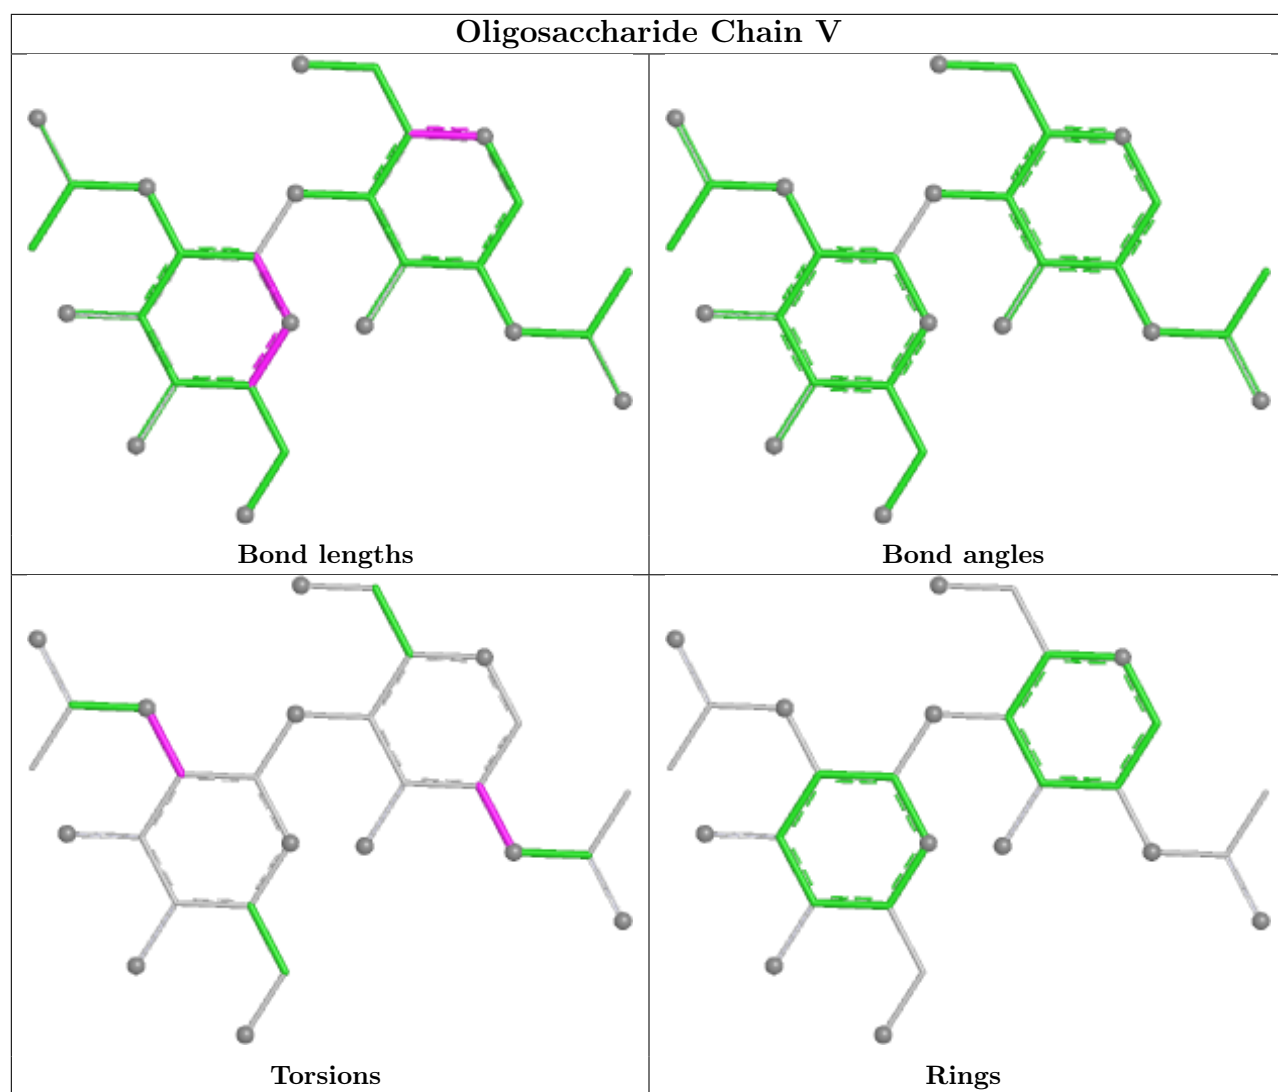 Oligosaccharide Chain V
Bond lengths
Bond angles
Torsions
Rings